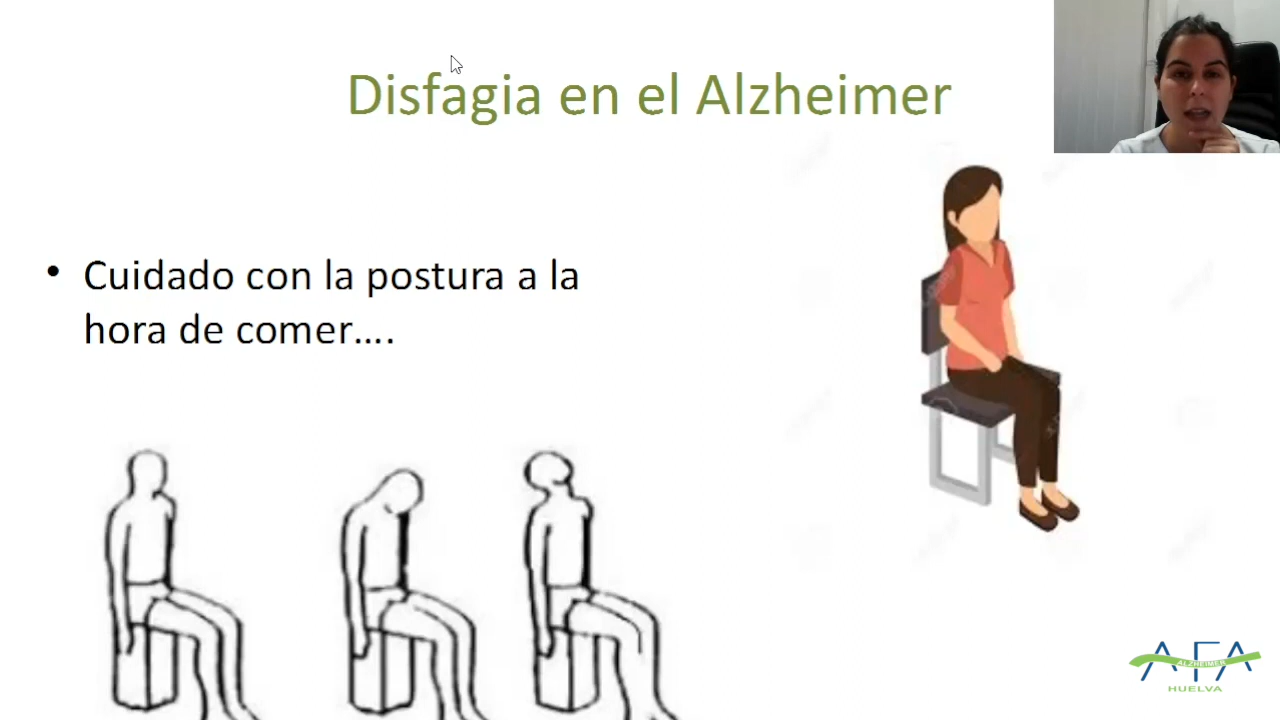 Disfagia en el Alzheimer
• Cuidado con la postura a la
hora de comer....
AFA
ALZHEIMER
HUELVA